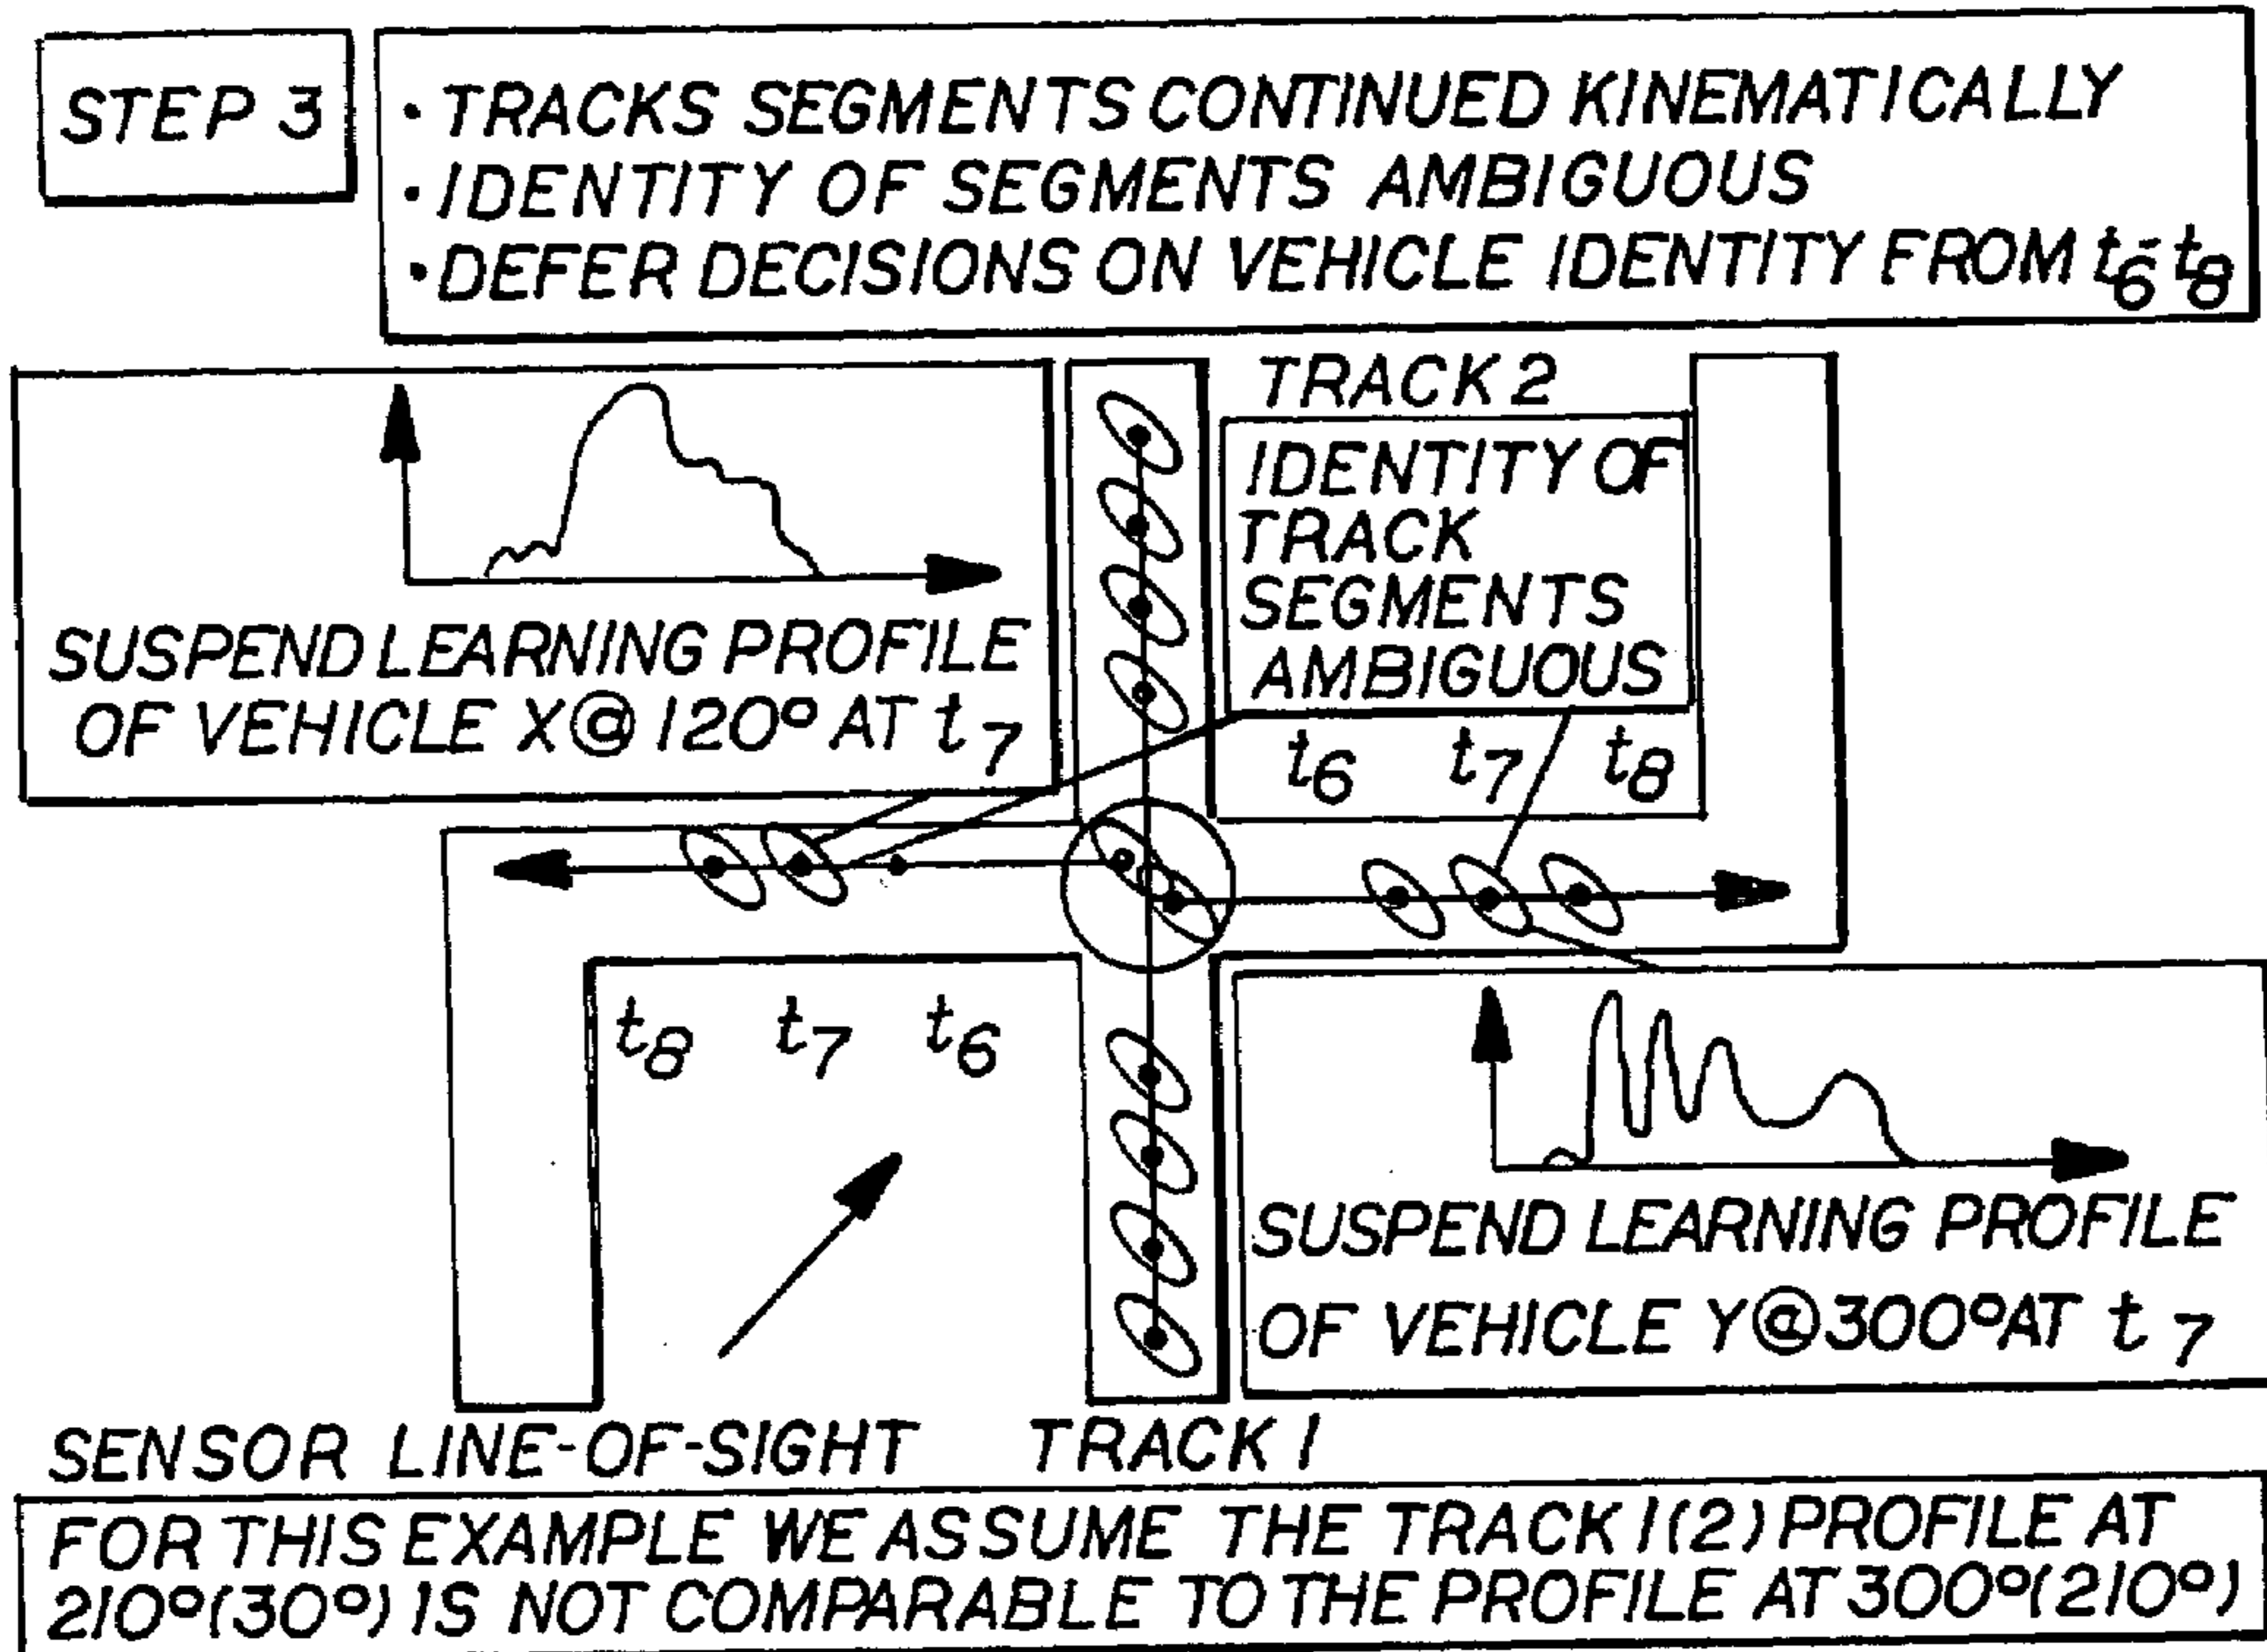 STEP 3
• TRACKS SEGMENTS CONTINUED KINEMATICALLY
• IDENTITY OF SEGMENTS AMBIGUOUS
• DEFER DECISIONS ON VEHICLE IDENTITY FROM t6-t8
TRACK 2
IDENTITY OF
TRACK
SEGMENTS
AMBIGUOUS
SUSPEND LEARNING PROFILE
OF VEHICLE X@120° AT t7
t6 t7 t8
t8 t7 t6
SUSPEND LEARNING PROFILE
OF VEHICLE Y@300° AT t7
SENSOR LINE-OF-SIGHT
TRACK 1
FOR THIS EXAMPLE WE ASSUME THE TRACK 1(2) PROFILE AT
210°(30°) IS NOT COMPARABLE TO THE PROFILE AT 300°(210°)